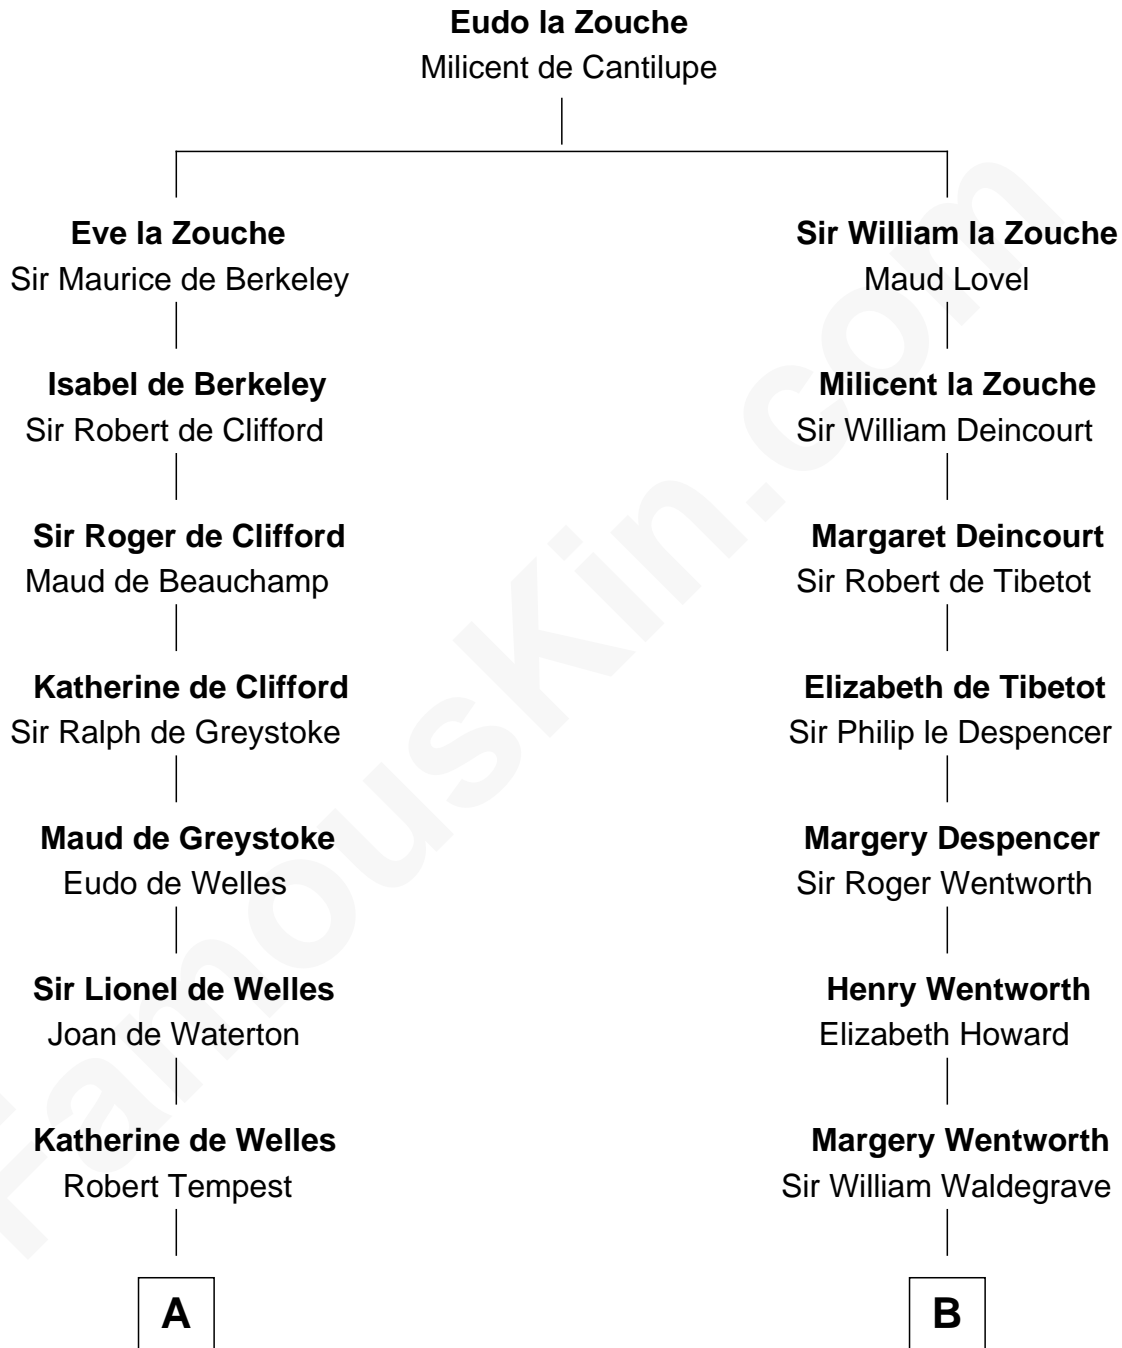 Eudo la Zouche
Milicent de Cantilupe
Eve la Zouche
Sir Maurice de Berkeley
Sir William la Zouche
Maud Lovel
Isabel de Berkeley
Sir Robert de Clifford
Milicent la Zouche
Sir William Deincourt
Sir Roger de Clifford
Maud de Beauchamp
Margaret Deincourt
Sir Robert de Tibetot
Katherine de Clifford
Sir Ralph de Greystoke
Elizabeth de Tibetot
Sir Philip le Despencer
Maud de Greystoke
Eudo de Welles
Margery Despencer
Sir Roger Wentworth
Sir Lionel de Welles
Joan de Waterton
Henry Wentworth
Elizabeth Howard
Katherine de Welles
Robert Tempest
Margery Wentworth
Sir William Waldegrave
A
B
FamousKin.com